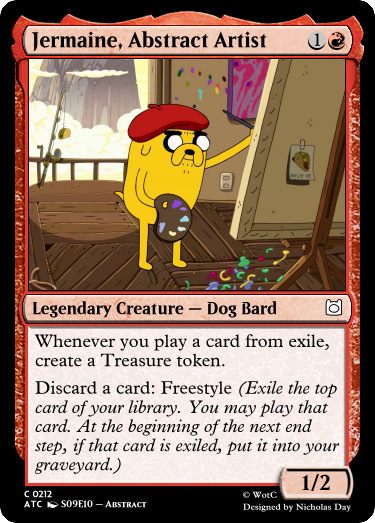 Jermaine, Abstract Artist 1
BELIEVE
Legendary Creature — Dog Bard
Whenever you play a card from exile,
create a Treasure token.
Discard a card: Freestyle (Exile the top
card of your library. You may play that
card. At the beginning of the next end
step, if that card is exiled, put it into your
graveyard.)
1/2
C 0212
ATC S09E10 – Abstract
© WotC
Designed by Nicholas Day